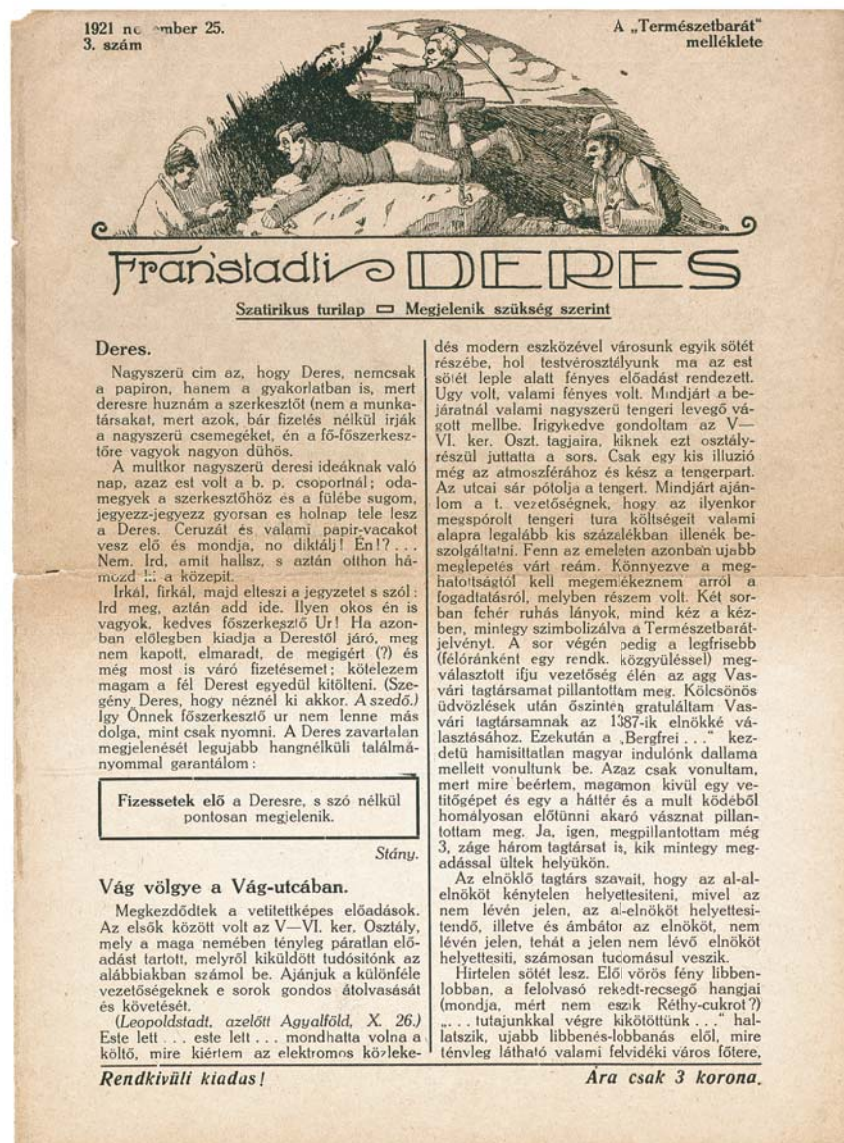 1921 november 25.
3. szám
A „Természetbarát"
melléklete
Franstadti DERES
Szatirikus turilap Megjelenik szükség szerint
Deres.
Nagyszerü cim az, hogy Deres, nemcsak
a papiron, hanem a gyakorlatban is, mert
deresre huznám a szerkesztőt (nem a munka-
társakat, mert azok, bár fizetés nélkül irják
a nagyszerü csemegéket, én a fő-főszerkesz-
tőre vagyok nagyon dühös.
A multkor nagyszerü deresi ideáknak való
nap, azaz est volt a b. p. csoportnál; oda-
megyek a szerkesztőhöz és a fülébe sugom,
jegyezz-jegyezz gyorsan es holnap tele lesz
a Deres. Ceruzát és valami papir-vacakot
vesz elő és mondja, no diktálj! Én!? . . .
Nem. Ird, amit hallsz, s aztán otthon há-
mozd ki a közepit.
Irkál, firkál, majd elteszi a jegyzetet s szól:
Ird meg, aztán add ide. Ilyen okos én is
vagyok, kedves főszerkesztő Ur! Ha azon-
ban előlegben kiadja a Derestől járó, meg
nem kapott, elmaradt, de megigért (?) és
még most is váró fizetésemet; kötelezem
magam a fél Derest egyedül kitölteni. (Sze-
gény Deres, hogy néznél ki akkor. A szedő.)
Igy Önnek főszerkesztő ur nem lenne más
dolga, mint csak nyomni. A Deres zavartalan
megjelenését legujabb hangnélküli találmá-
nyommal garantálom:
Fizessetek elő a Deresre, s szó nélkül
pontosan megjelenik.
Stány.
Vág völgye a Vág-utcában.
Megkezdődtek a vetitettképes előadások.
Az elsők között volt az V—VI. ker. Osztály,
mely a maga nemében tényleg páratlan elő-
adást tartott, melyről kiküldött tudósitónk az
alábbiakban számol be. Ajánjuk a különféle
vezetőségeknek e sorok gondos átolvasását
és követését.
(Leopoldstadt, azelőtt Agyalföld, X. 26.)
Este lett . . . este lett . . . mondhatta volna a
költő, mire kiértem az elektromos közleke-
dés modern eszközével városunk egyik sötét
részébe, hol testvérosztélyunk ma az est
sötét leple alatt fényes előadást rendezett.
Ugy volt, valami fényes volt. Mindjárt a be-
járatnál valami nagyszerü tengeri levegő vá-
gott mellbe. Irigykedve gondoltam az V—
VI. ker. Oszt. tagjaira, kiknek ezt osztály-
részül juttatta a sors. Csak egy kis illuzió
még az atmoszférához és kész a tengerpart.
Az utcai sár pótolja a tengert. Mindjárt aján-
lom a t. vezetőségnek, hogy az ilyenkor
megspórolt tengeri tura költségeit valami
alapra legalább kis százalékban illenék be-
szolgáltatni. Fenn az emeleten azonban ujabb
meglepetés várt reám. Könnyezve a meg-
hatottságtól kell megemlékeznem arról a
fogadtatásról, melyben részem volt. Két sor-
ban fehér ruhás lányok, mind kéz a kéz-
ben, mintegy szimbolizálva a Természetbarát-
jelvényt. A sor végén pedig a legfrisebb
(félóránként egy rendk. közgyüléssel) meg-
választott ifju vezetőség élén az agg Vas-
vári tagtársamat pillantottam meg. Kölcsönös
üdvözlések után őszintén gratuláltam Vas-
vári tagtársamnak az 1387-ik elnökké vá-
lasztásához. Ezekután a „Bergfrei . . ." kez-
detü hamisittatlan magyar indulónk dallama
mellett vonultunk be. Azaz csak vonultam,
mert mire beértem, magamon kivül egy ve-
titőgépet és egy a háttér és a mult ködéből
homályosan előtünni akaró vásznat pillan-
tottam meg. Ja, igen, megpillantottam még
3, záge három tagtársat is, kik mintegy meg-
adással ültek helyükön.
Az elnöklő tagtárs szavait, hogy az al-al-
elnököt kénytelen helyettesiteni, mivel az
nem lévén jelen, az al-elnököt helyettesi-
tendő, illetve és ámbátor az elnököt, nem
lévén jelen, tehát a jelen nem lévő elnököt
helyettesiti, számosan tudomásul veszik.
Hirtelen sötét lesz. Elől vörös fény libben-
lobban, a felolvasó rekedt-recsegő hangjai
(mondja, mért nem eszik Réthy-cukrot?)
„. . . tutajunkkal végre kikötöttünk . . ." hal-
latszik, ujabb libbenés-lobbanás elől, mire
tényleg látható valami felvidéki város főtere,
Rendkivüli kiadas!
Ára csak 3 korona.